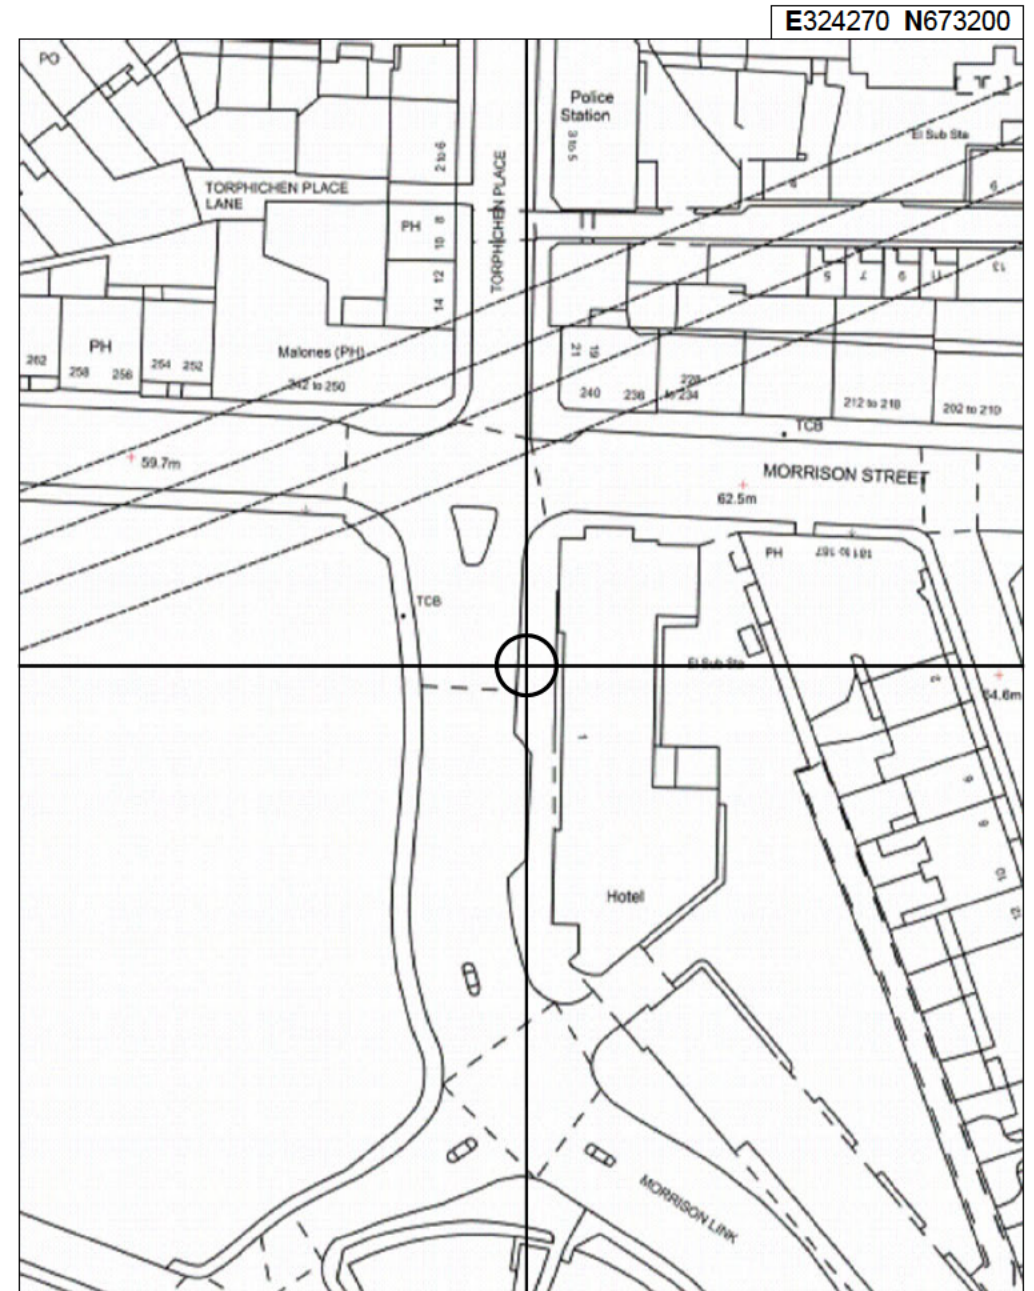 E324270 N673200
PO
Police
Station
3 to 5
El Sub Sta
2 to 6
TORPHICHEN PLACE
LANE
TORPHICHEN PLACE
PH
8
10
12
14
9
9
5
7
9
11
13
PH
262
258
256
254
252
Malones (PH)
242 to 250
21
19
240
236
228
to 234
212 to 218
202 to 210
TCB
59.7m
MORRISON STREET
62.5m
PH
181 to 187
TCB
El Sub Sta
2
1
6
10
12
Hotel
MORRISON LINK